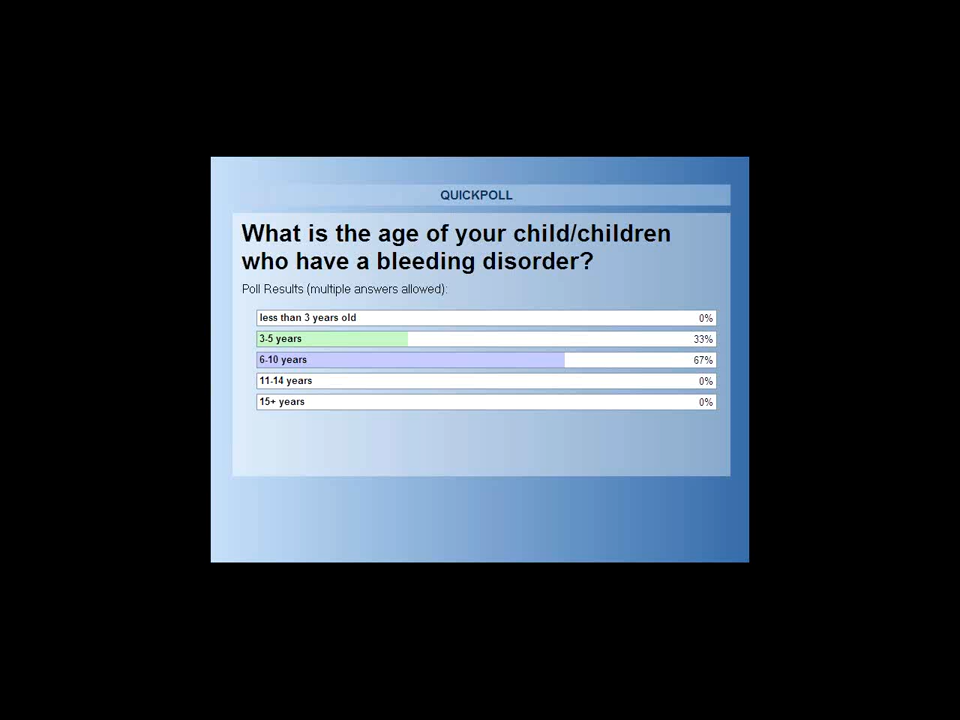 QUICKPOLL
What is the age of your child/children
who have a bleeding disorder?
Poll Results (multiple answers allowed):
less than 3 years old 0%
3-5 years 33%
6-10 years 67%
11-14 years 0%
15+ years 0%